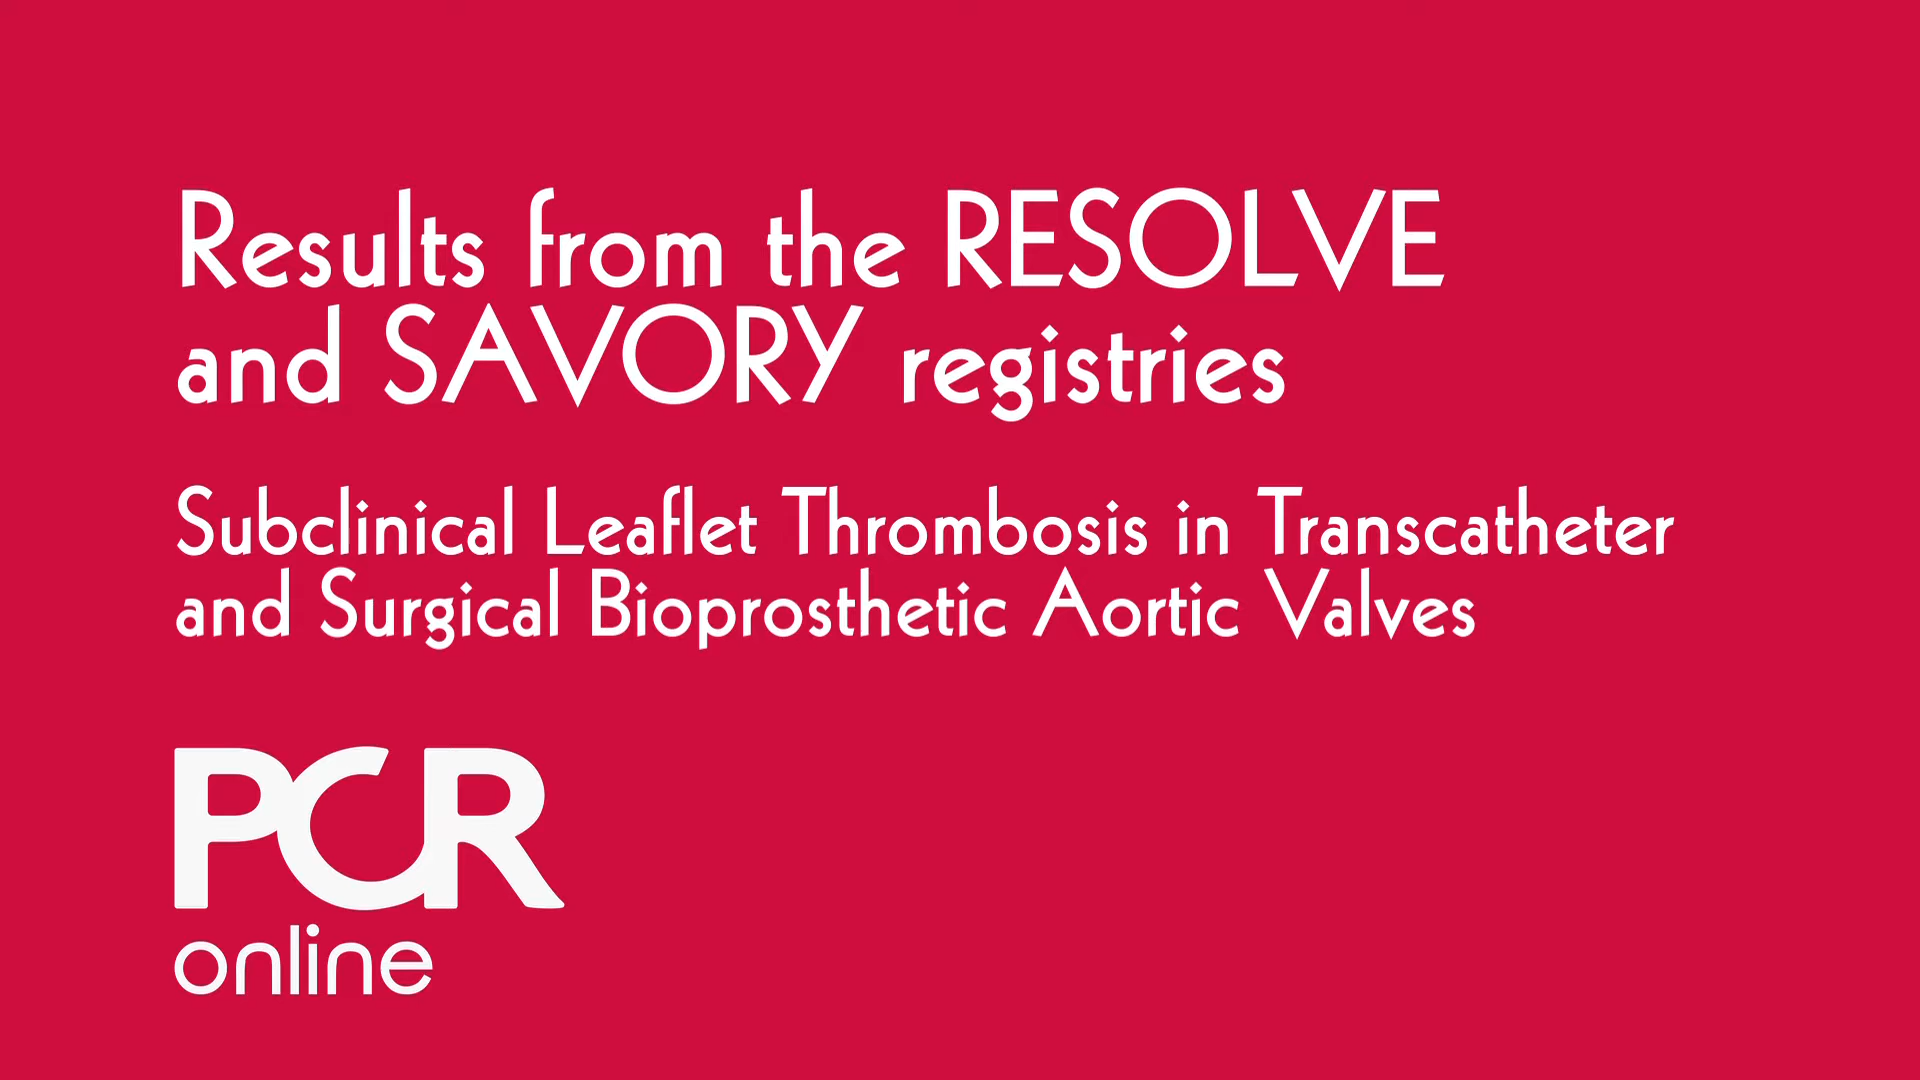 Results from the RESOLVE
and SAVORY registries
Subclinical Leaflet Thrombosis in Transcatheter
and Surgical Bioprosthetic Aortic Valves
PCR
online